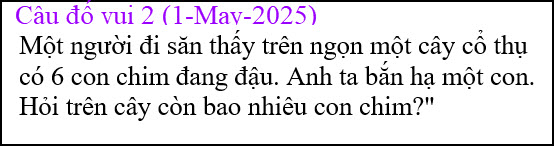 Câu đố vui 2 (1-May-2025)
Một người đi săn thấy trên ngọn một cây cổ thụ
có 6 con chim đang đậu. Anh ta bắn hạ một con.
Hỏi trên cây còn bao nhiêu con chim?"